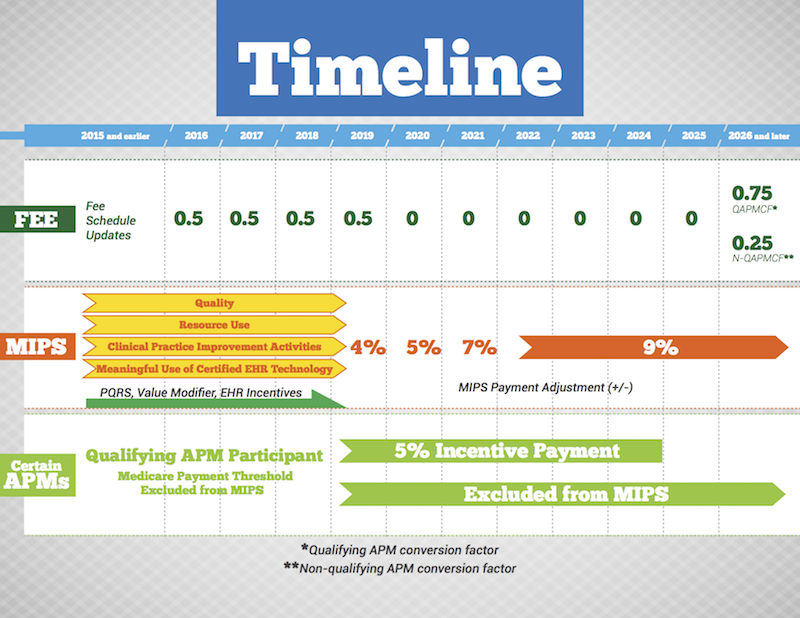 Timeline
2015 and earlier 2016 2017 2018 2019 2020 2021 2022 2023 2024 2025 2026 and later
FEE
Fee
Schedule
Updates
0.5 0.5 0.5 0.5 0 0 0 0 0 0
0.75
QAPMCF*
0.25
N-QAPMCF**
MIPS
Quality
Resource Use
Clinical Practice Improvement Activities
Meaningful Use of Certified EHR Technology
PQRS, Value Modifier, EHR Incentives
4% 5% 7% 9%
MIPS Payment Adjustment (+/-)
Certain
APMs
Qualifying APM Participant
Medicare Payment Threshold
Excluded from MIPS
5% Incentive Payment
Excluded from MIPS
*Qualifying APM conversion factor
**Non-qualifying APM conversion factor